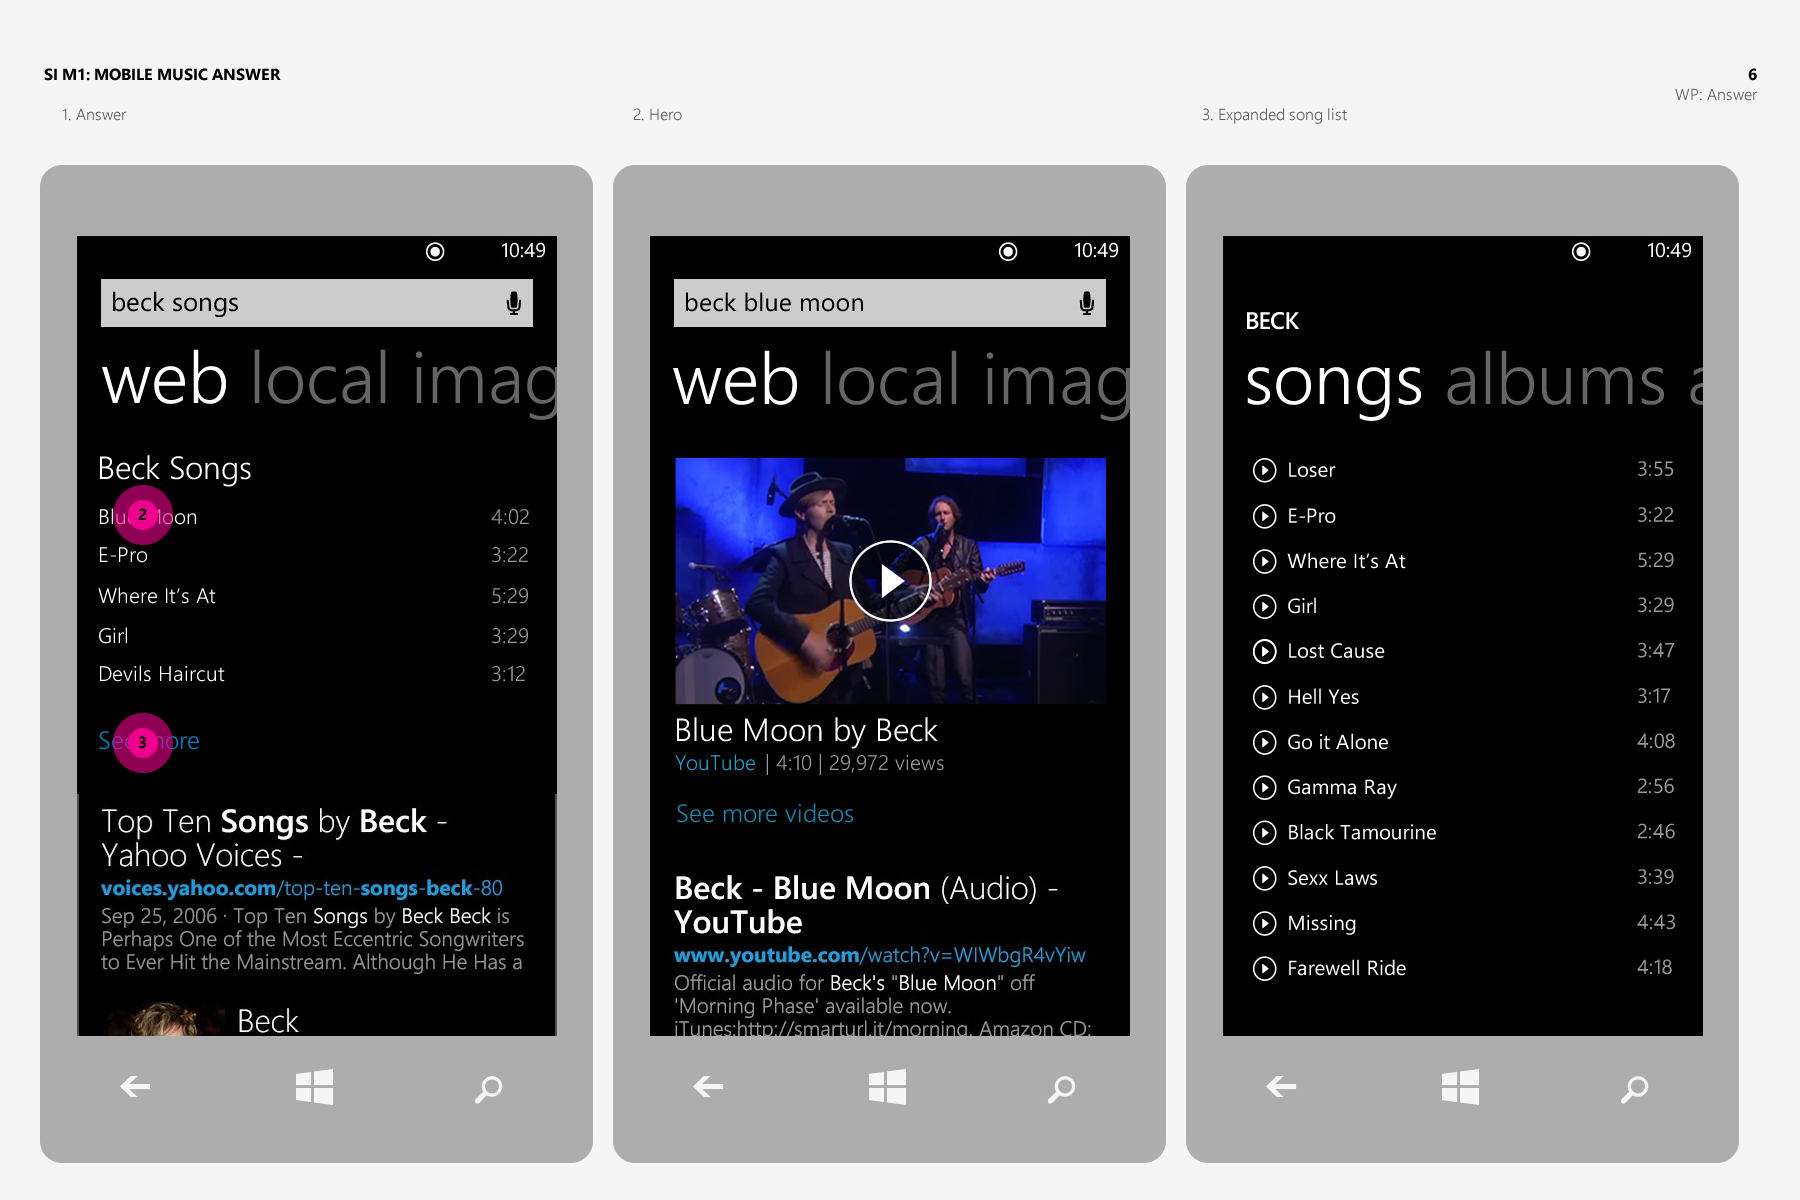 SI M1: MOBILE MUSIC ANSWER
6
WP: Answer
1. Answer
2. Hero
3. Expanded song list
10:49
beck songs
web local imag
Beck Songs
Blue Moon 4:02
2
E-Pro 3:22
Where It's At 5:29
Girl 3:29
Devils Haircut 3:12
See more
3
Top Ten Songs by Beck -
Yahoo Voices -
voices.yahoo.com/top-ten-songs-beck-80
Sep 25, 2006 · Top Ten Songs by Beck Beck is
Perhaps One of the Most Eccentric Songwriters
to Ever Hit the Mainstream. Although He Has a
Beck
10:49
beck blue moon
web local imag
Blue Moon by Beck
YouTube | 4:10 | 29,972 views
See more videos
Beck - Blue Moon (Audio) -
YouTube
www.youtube.com/watch?v=WIWbgR4vYiw
Official audio for Beck's "Blue Moon" off
'Morning Phase' available now.
iTunes:http://smarturl.it/morning. Amazon CD:
10:49
BECK
songs albums a
Loser 3:55
E-Pro 3:22
Where It's At 5:29
Girl 3:29
Lost Cause 3:47
Hell Yes 3:17
Go it Alone 4:08
Gamma Ray 2:56
Black Tamourine 2:46
Sexx Laws 3:39
Missing 4:43
Farewell Ride 4:18